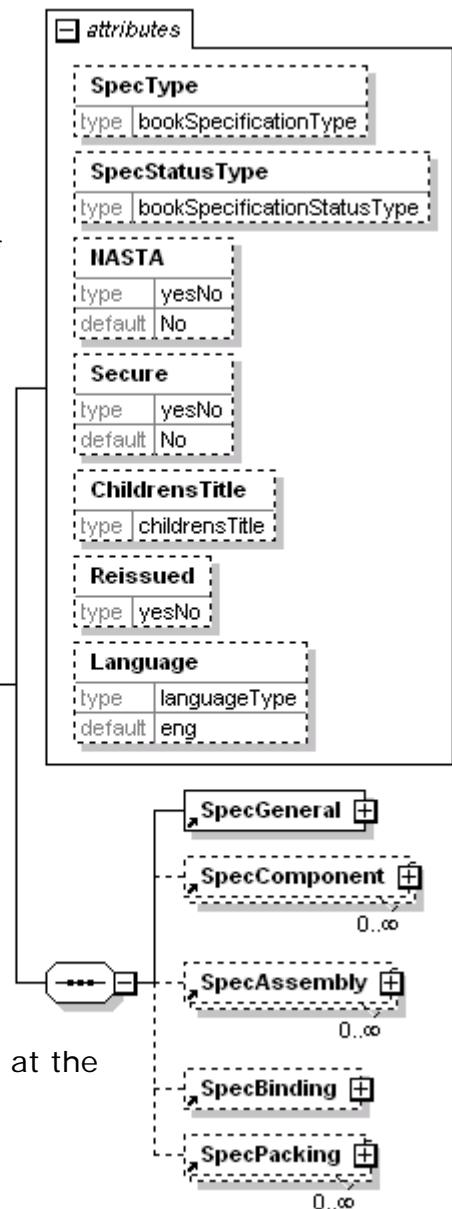 attributes
SpecType
type bookSpecificationType
SpecStatusType
type bookSpecificationStatusType
NASTA
type yesNo
default No
Secure
type yesNo
default No
ChildrensTitle
type childrensTitle
Reissued
type yesNo
Language
type languageType
default eng
SpecGeneral
SpecComponent
0..∞
SpecAssembly
0..∞
at the
SpecBinding
SpecPacking
0..∞